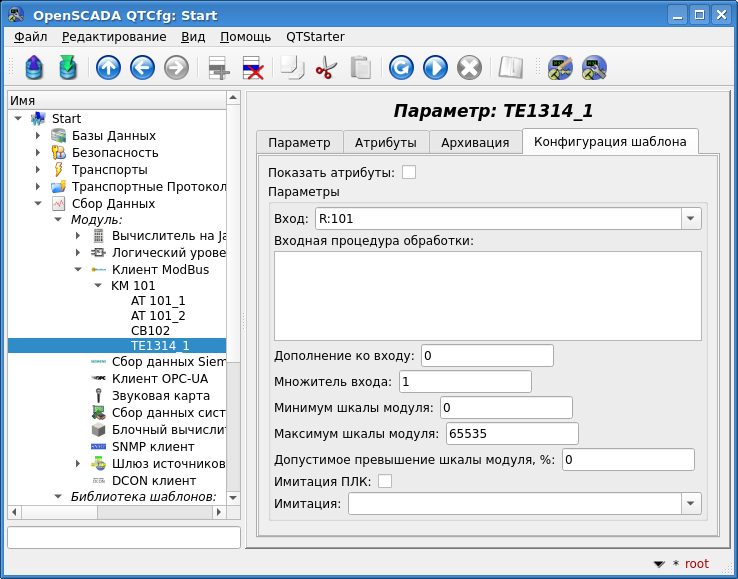 OpenSCADA QTCfg: Start
Файл Редактирование Вид Помощь QTStarter
Имя
Start
Базы Данных
Безопасность
Транспорты
Транспортные Протокол
Сбор Данных
Модуль:
Вычислитель на Ja
Логический урове
Клиент ModBus
KM 101
AT 101_1
AT 101_2
CB102
TE1314_1
Сбор данных Siem
Клиент OPC-UA
Звуковая карта
Сбор данных сист
Блочный вычисли
SNMP клиент
Шлюз источников
DCON клиент
Библиотека шаблонов:
Параметр: TE1314_1
Параметр Атрибуты Архивация Конфигурация шаблона
Показать атрибуты:
Параметры
Вход: R:101
Входная процедура обработки:
Дополнение ко входу: 0
Множитель входа: 1
Минимум шкалы модуля: 0
Максимум шкалы модуля: 65535
Допустимое превышение шкалы модуля, %: 0
Имитация ПЛК:
Имитация:
* root